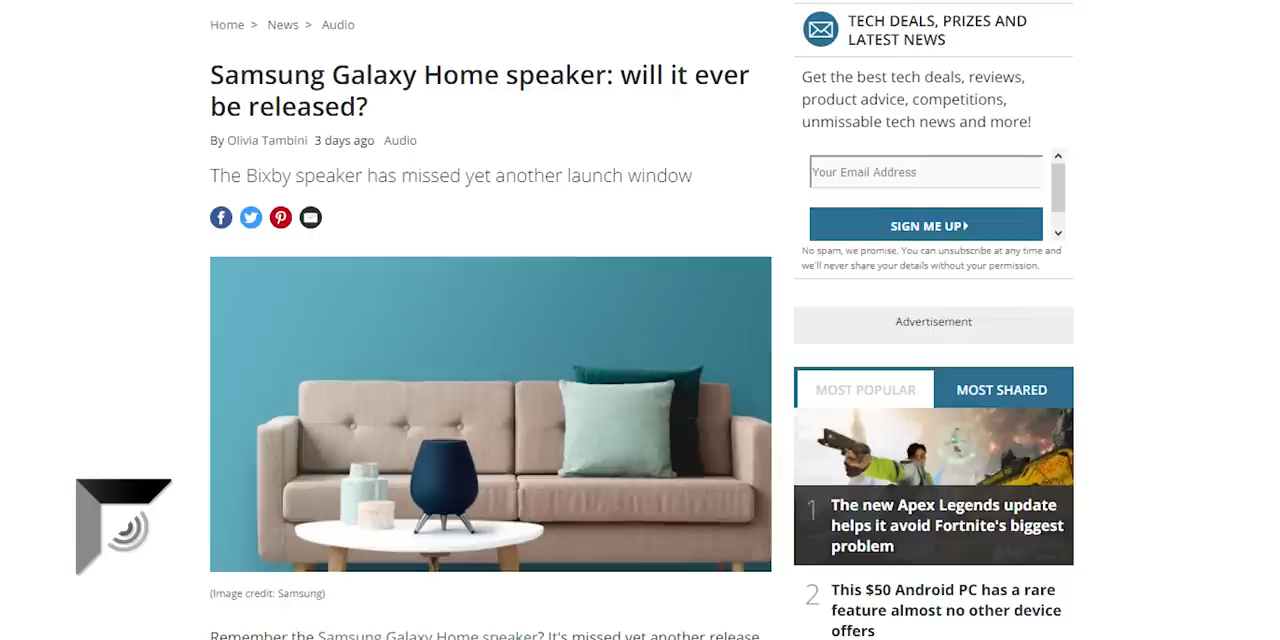 Home > News > Audio
Samsung Galaxy Home speaker: will it ever
be released?
By Olivia Tambini 3 days ago Audio
The Bixby speaker has missed yet another launch window
(Image credit: Samsung)
Remember the Samsung Galaxy Home speaker? It's missed yet another release
TECH DEALS, PRIZES AND
LATEST NEWS
Get the best tech deals, reviews,
product advice, competitions,
unmissable tech news and more!
Your Email Address
SIGN ME UP
No spam, we promise. You can unsubscribe at any time and
we'll never share your details without your permission.
Advertisement
MOST POPULAR MOST SHARED
1 The new Apex Legends update
helps it avoid Fortnite's biggest
problem
2 This $50 Android PC has a rare
feature almost no other device
offers